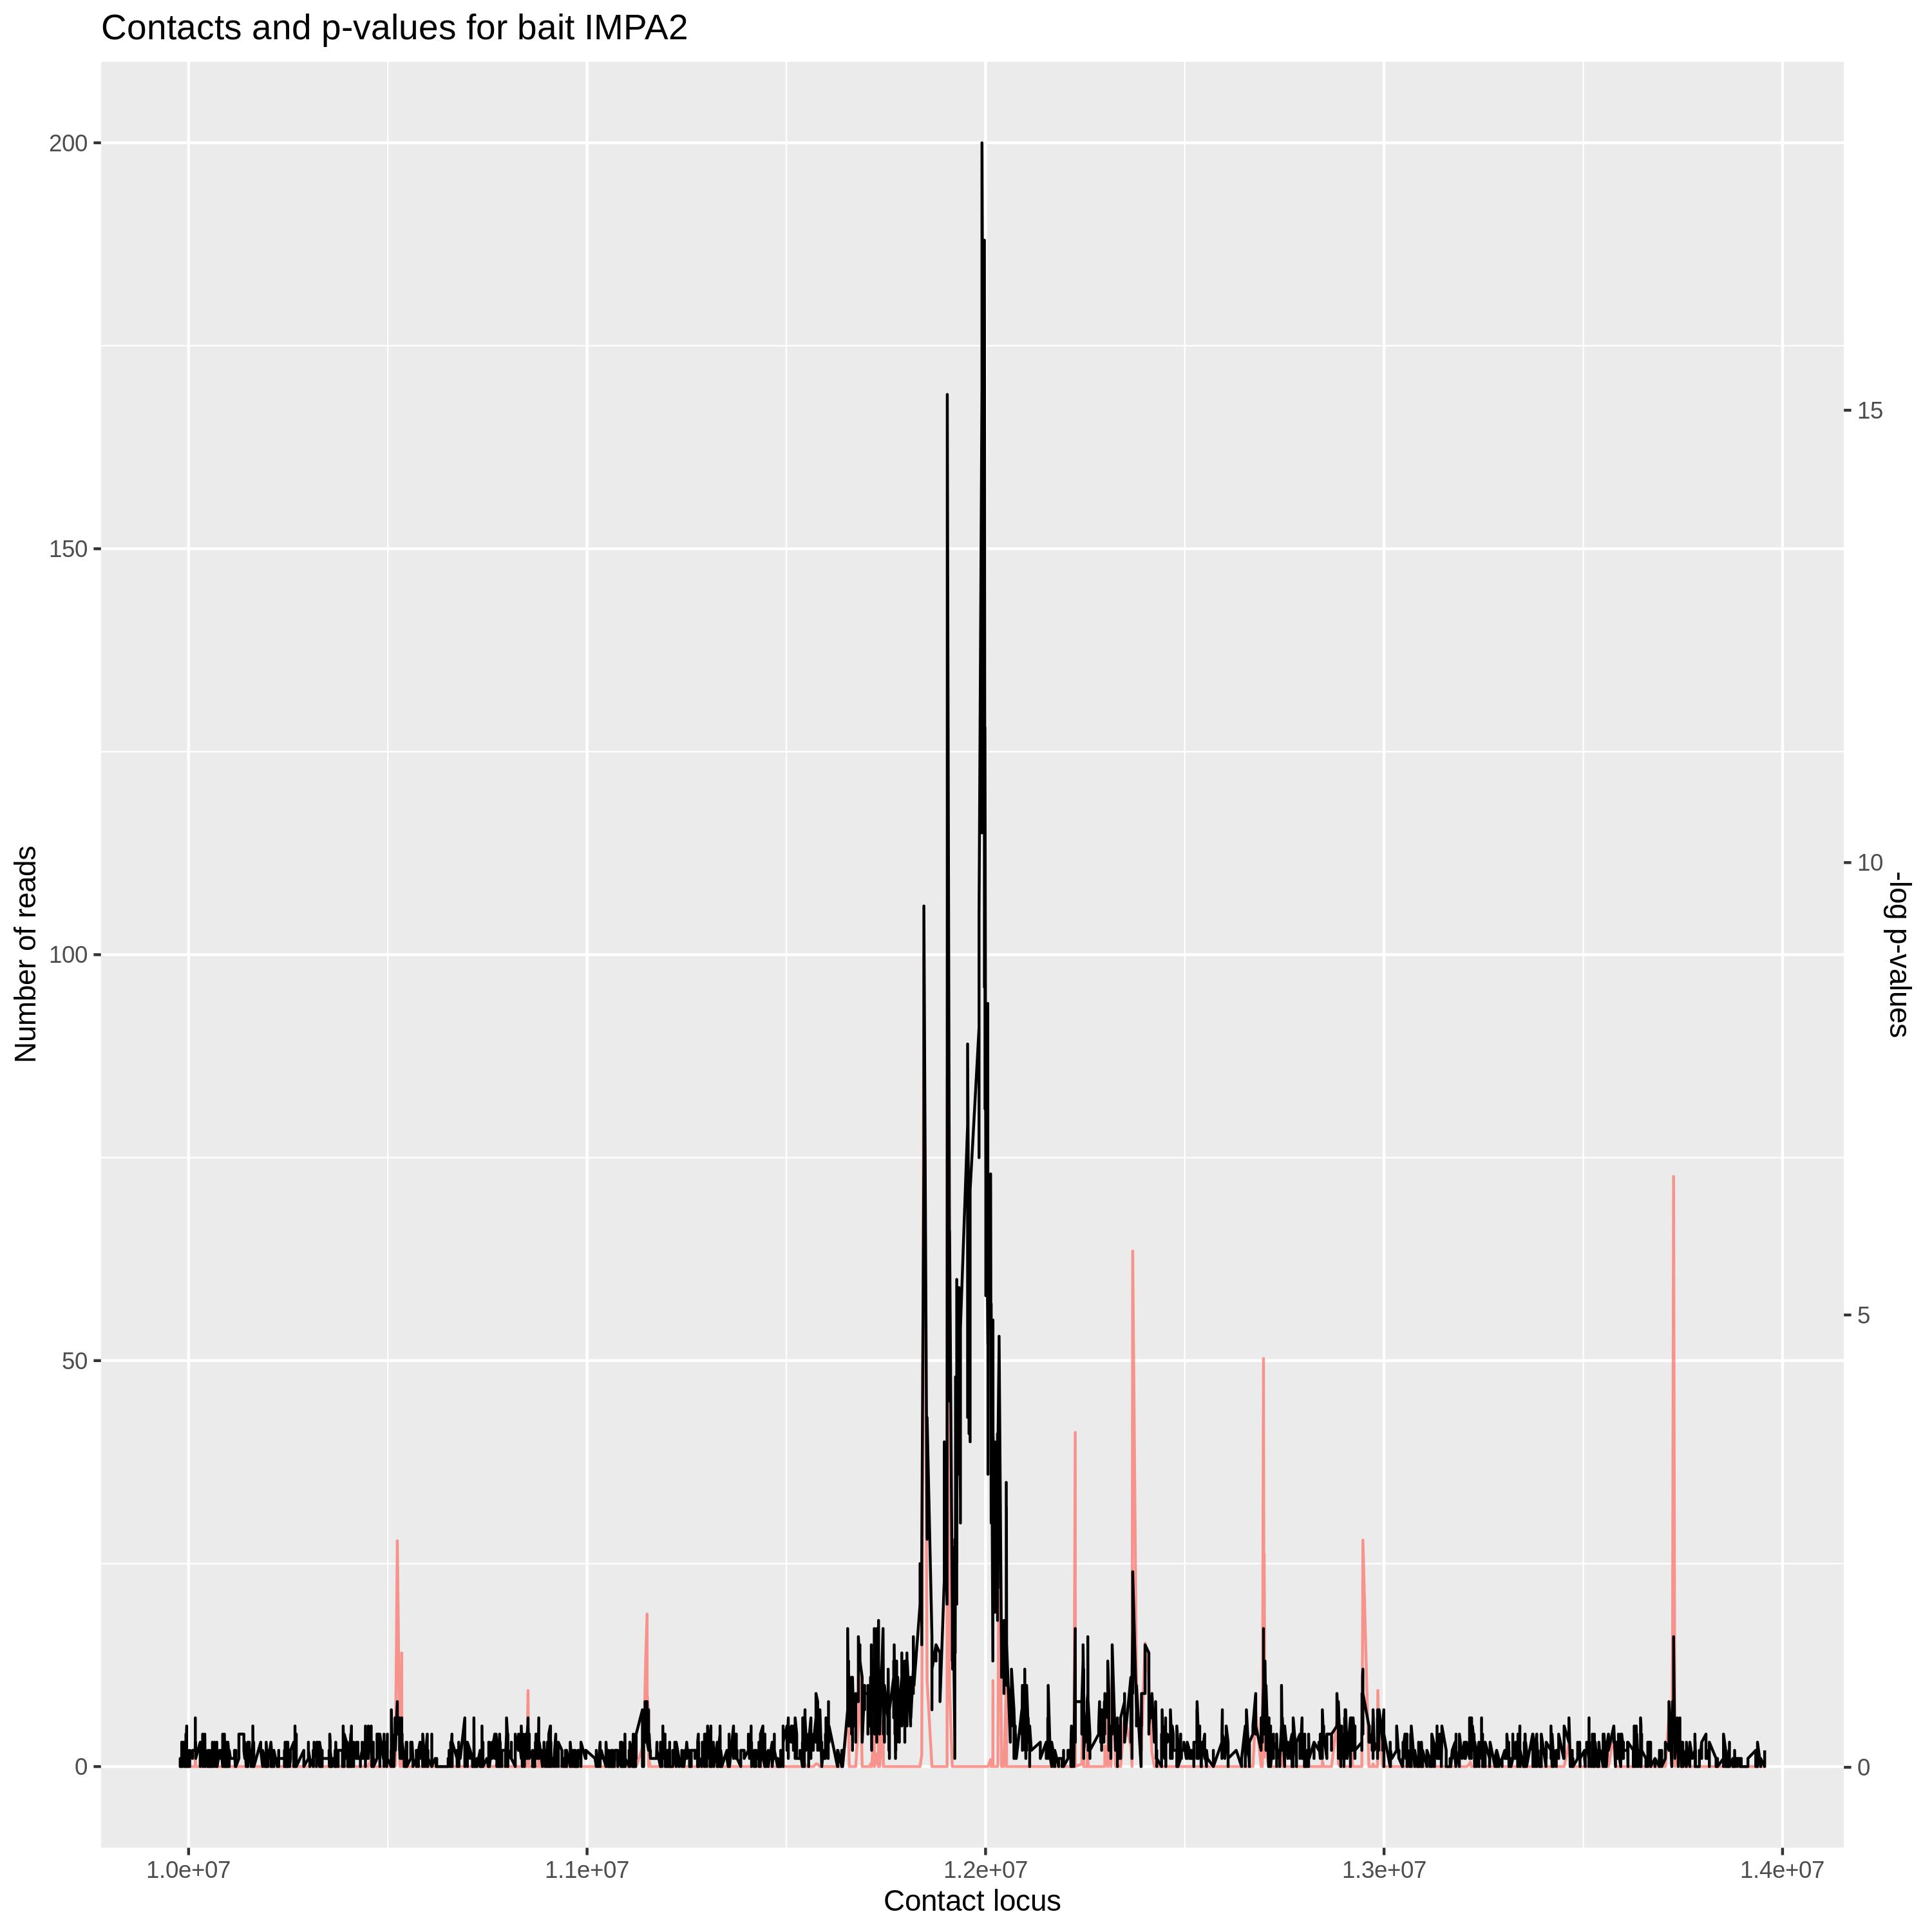 Contacts and p-values for bait IMPA2
200
150
100
50
0
Number of reads
15
10
5
0
-log p-values
1.0e+07
1.1e+07
1.2e+07
1.3e+07
1.4e+07
Contact locus